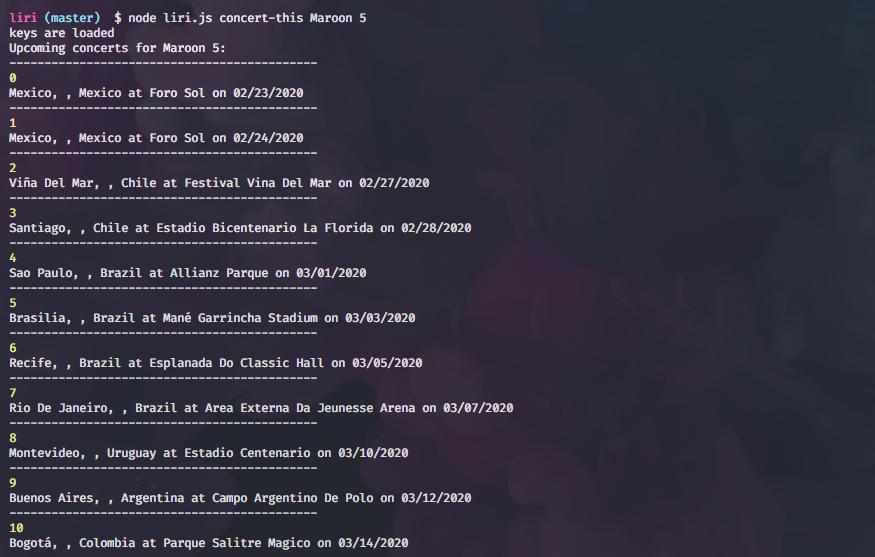 liri (master) $ node liri.js concert-this Maroon 5
keys are loaded
Upcoming concerts for Maroon 5:
--------------------------------------------
0
Mexico, , Mexico at Foro Sol on 02/23/2020
--------------------------------------------
1
Mexico, , Mexico at Foro Sol on 02/24/2020
--------------------------------------------
2
Viña Del Mar, , Chile at Festival Vina Del Mar on 02/27/2020
--------------------------------------------
3
Santiago, , Chile at Estadio Bicentenario La Florida on 02/28/2020
--------------------------------------------
4
Sao Paulo, , Brazil at Allianz Parque on 03/01/2020
--------------------------------------------
5
Brasilia, , Brazil at Mané Garrincha Stadium on 03/03/2020
--------------------------------------------
6
Recife, , Brazil at Esplanada Do Classic Hall on 03/05/2020
--------------------------------------------
7
Rio De Janeiro, , Brazil at Area Externa Da Jeunesse Arena on 03/07/2020
--------------------------------------------
8
Montevideo, , Uruguay at Estadio Centenario on 03/10/2020
--------------------------------------------
9
Buenos Aires, , Argentina at Campo Argentino De Polo on 03/12/2020
--------------------------------------------
10
Bogotá, , Colombia at Parque Salitre Magico on 03/14/2020